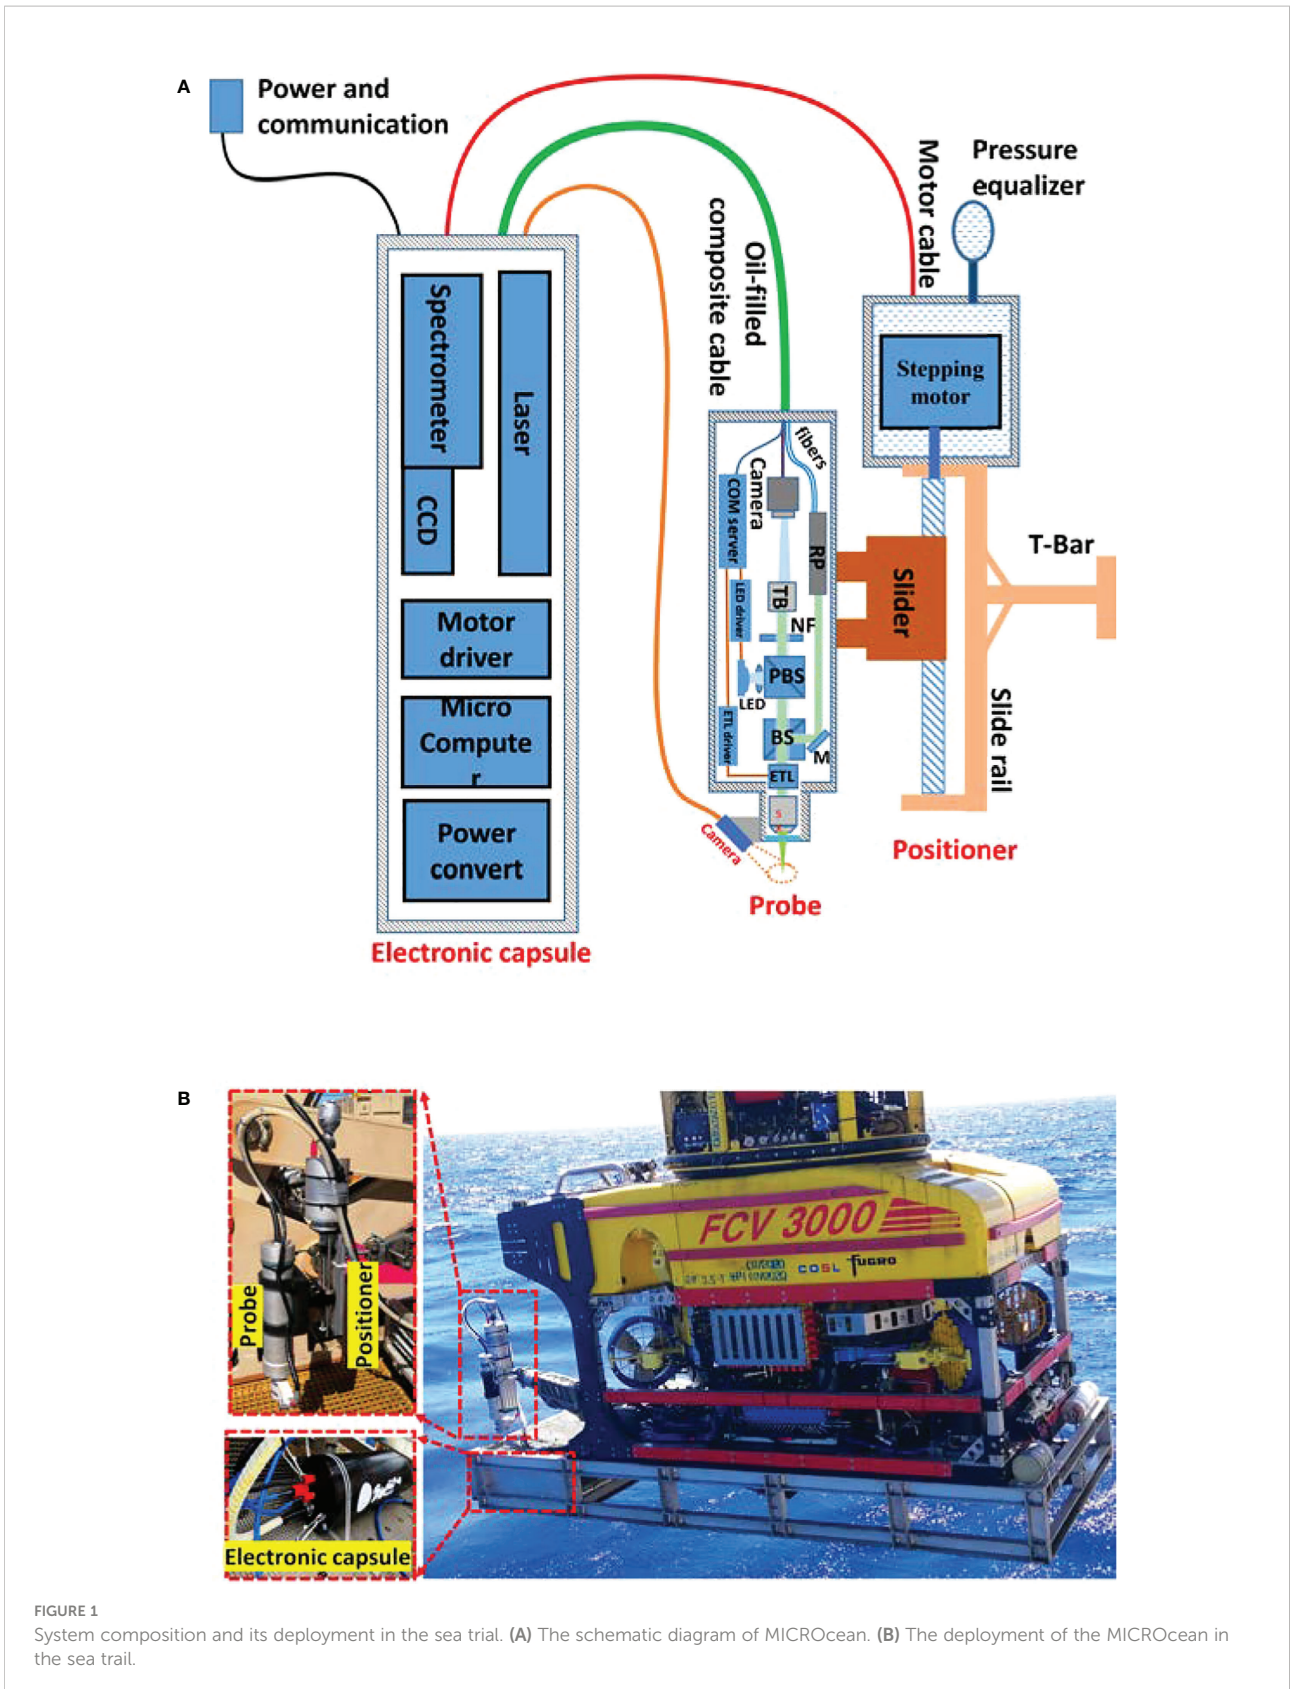 A
Power and
communication
Motor cable
Pressure
equalizer
Oil-filled
composite cable
Spectrometer
Laser
CCD
Motor
driver
Micro
Compute
r
Power
convert
Electronic capsule
fibers
Camera
COM server
RP
TB
LED driver
NF
PBS
LED
ETL driver
BS
M
ETL
S
Camera
Probe
Stepping
motor
Slider
T-Bar
Slide rail
Positioner
B
Probe
Positioner
Electronic capsule
FCV 3000
COSL
FUGRO
FIGURE 1
System composition and its deployment in the sea trial. (A) The schematic diagram of MICROcean. (B) The deployment of the MICROcean in
the sea trail.